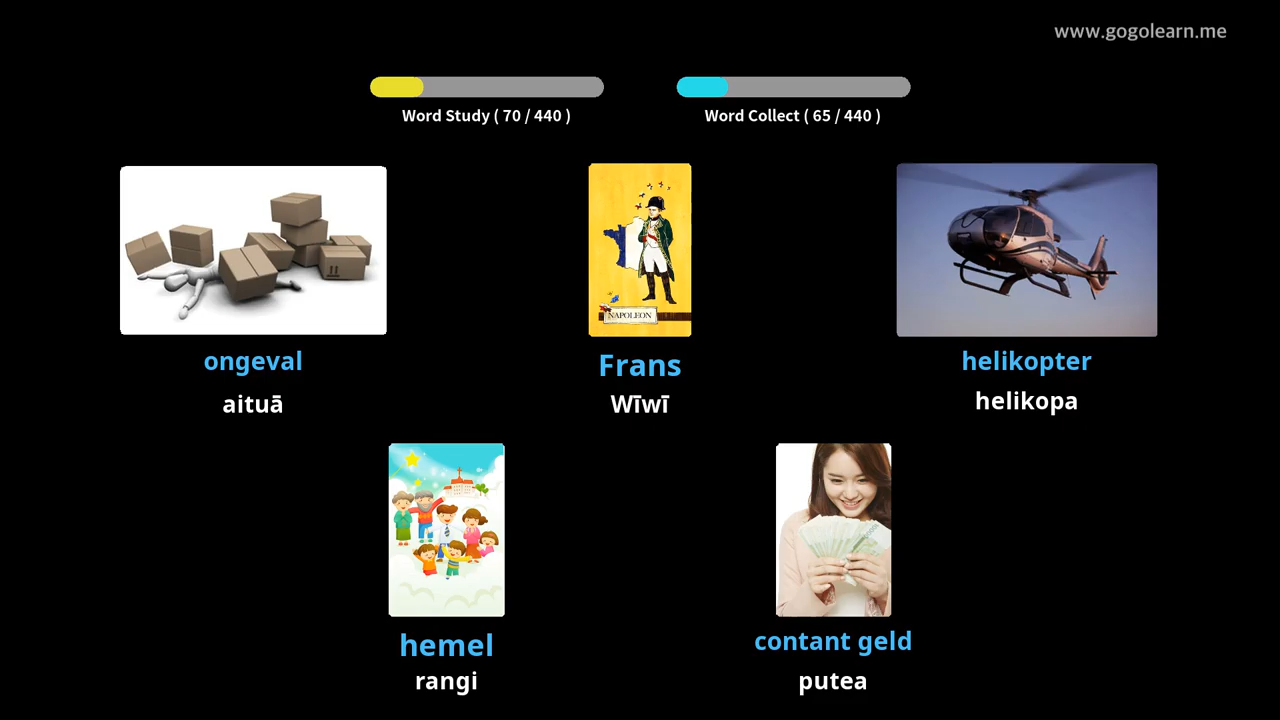 www.gogolearn.me
Word Study ( 70 / 440 )
Word Collect ( 65 / 440 )
NAPOLEON
ongeval
Frans
helikopter
aituā
Wīwī
helikopa
hemel
contant geld
rangi
putea